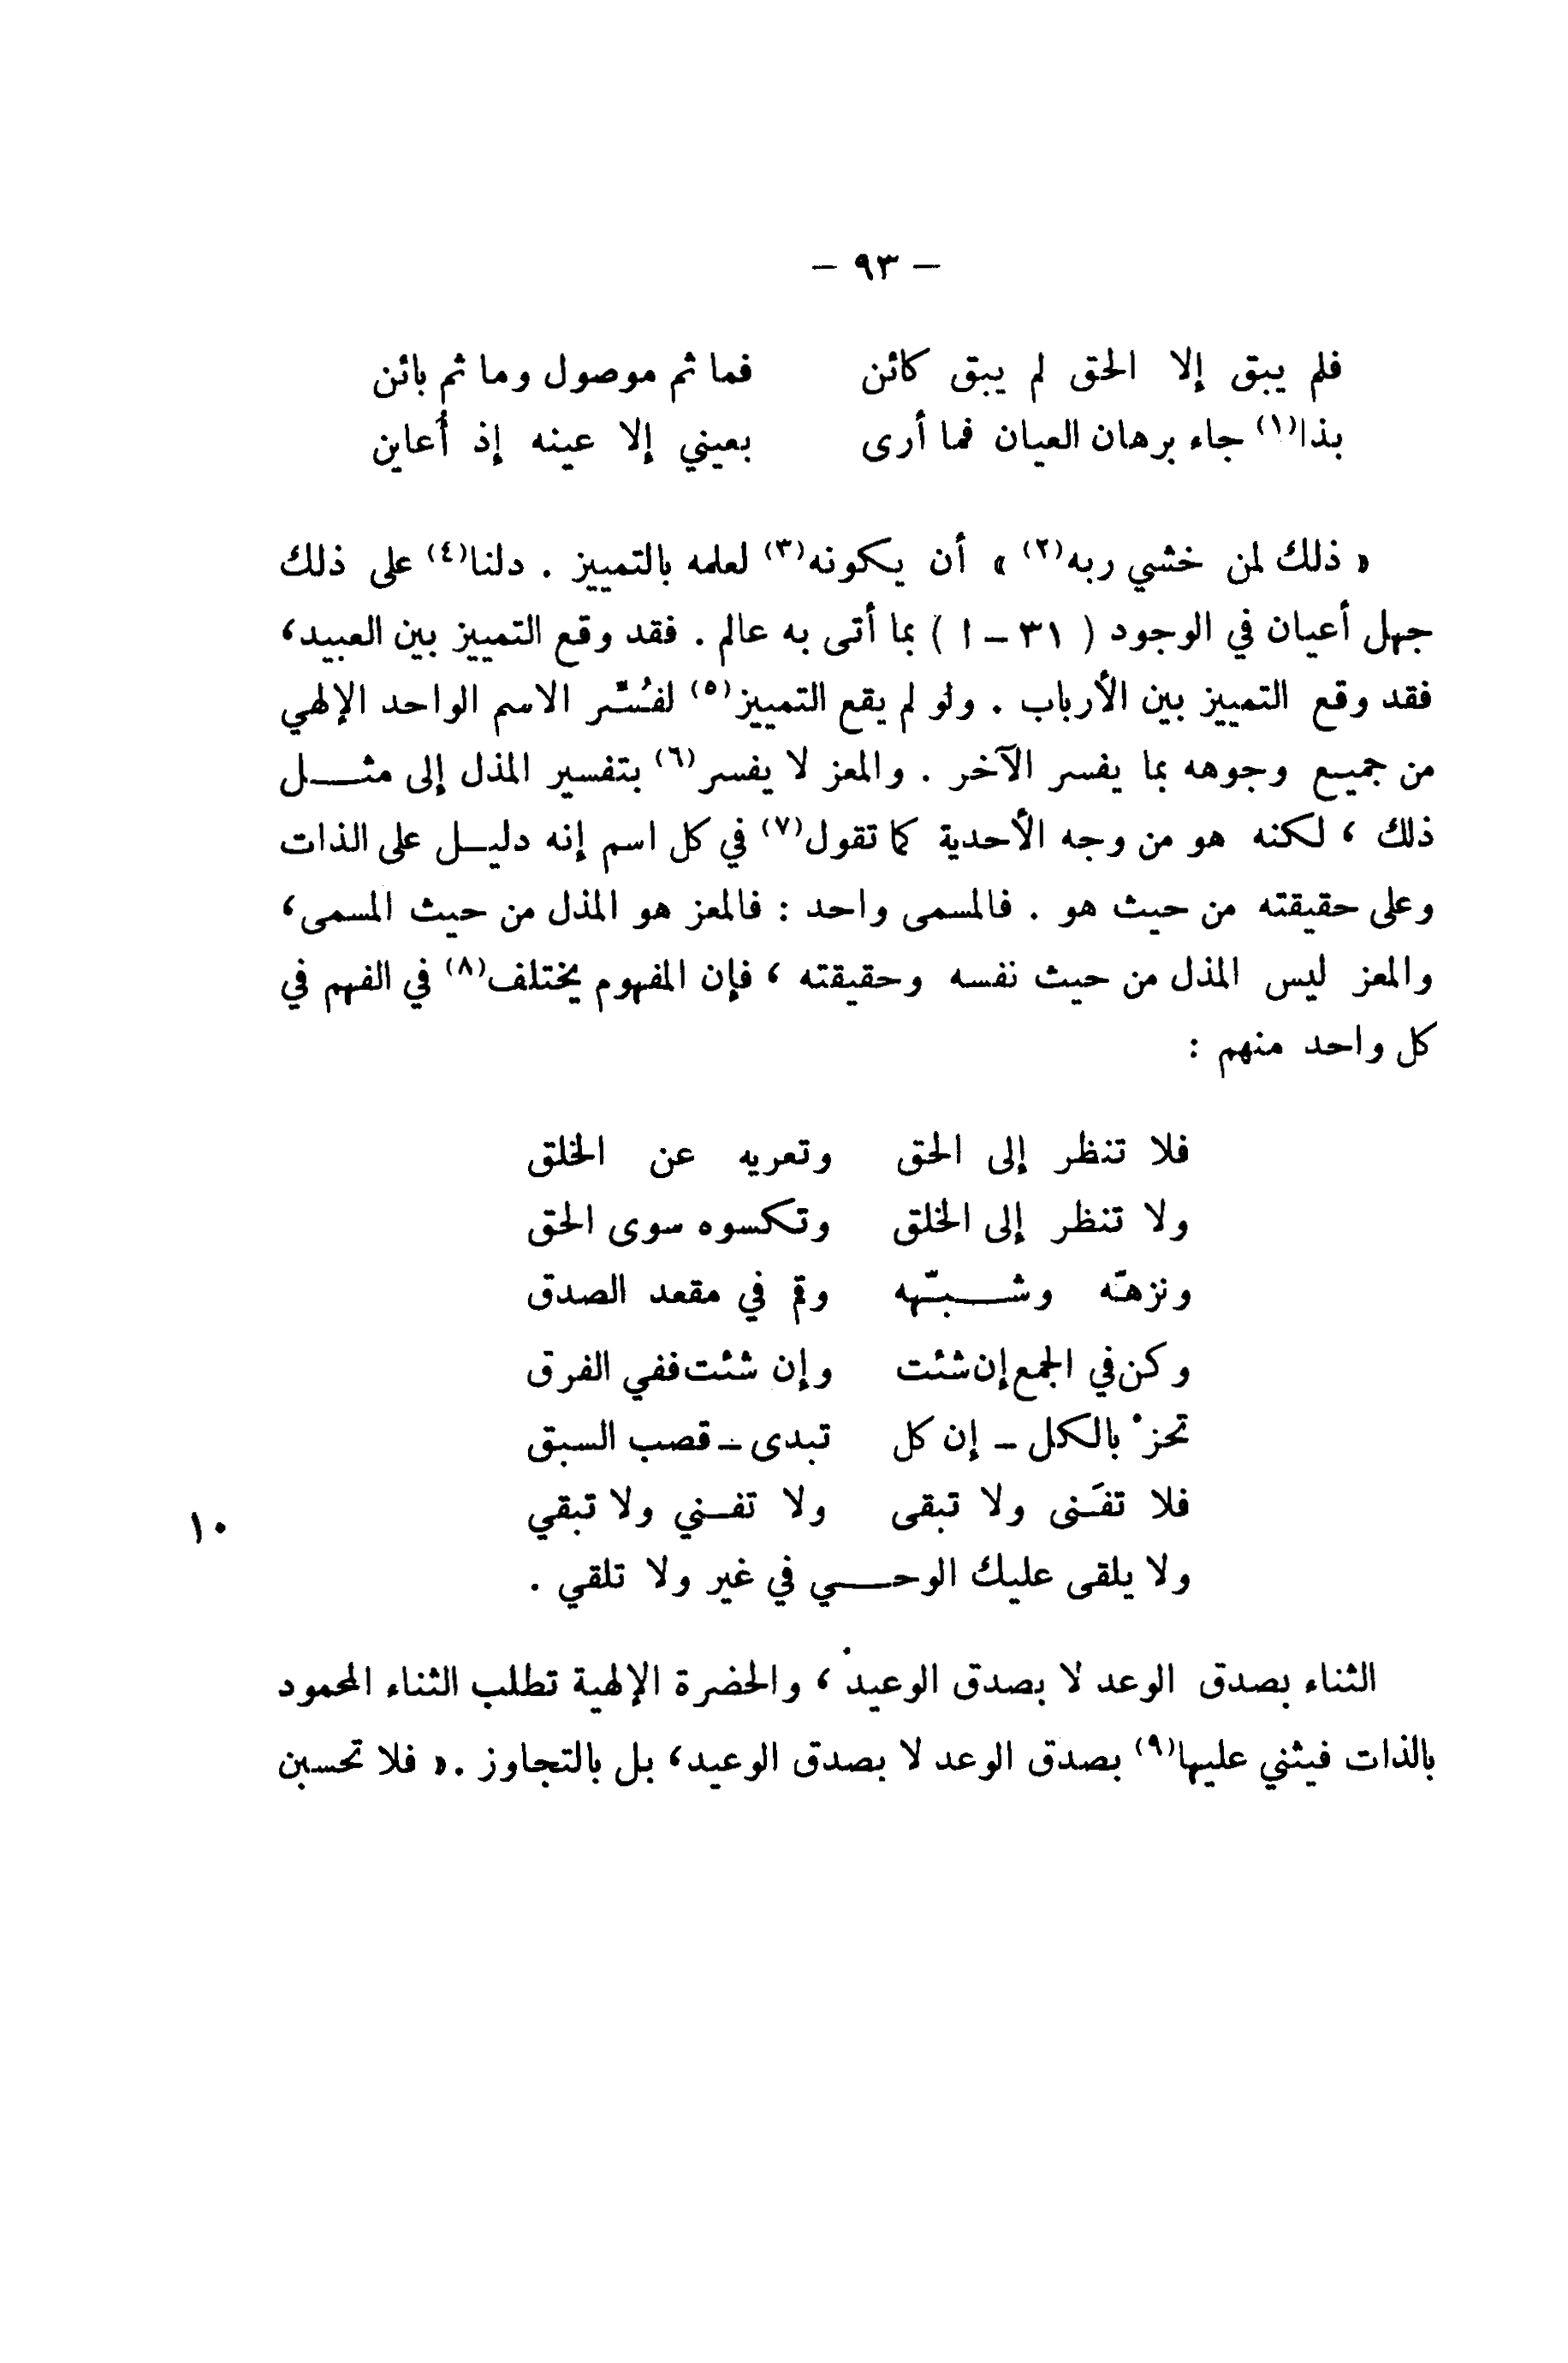 – ٩٣ –
فلم يبق إلا الحق لم يبق كائن فما ثم موصول وما ثم بائن
بذا(١) جاء برهان العيان فما أرى بعيني إلا عينه إذ أُعاين
« ذلك لمن خشي ربه(٢) » أن يكونه(٣) لعلمه بالتمييز . دلنا(٤) على ذلك
جهل أعيان في الوجود ( ٣١ – ا ) بما أتى به عالم . فقد وقع التمييز بين العبيد،
فقد وقع التمييز بين الأرباب . ولو لم يقع التمييز(٥) لفُسّر الاسم الواحد الإلهي
من جميع وجوهه بما يفسر الآخر . والمعز لا يفسر(٦) بتفسير المذل إلى مثــل
ذلك ، لكنه هو من وجه الأحدية كما تقول(٧) في كل اسم إنه دليـل على الذات
وعلى حقيقته من حيث هو . فالمسمى واحد : فالمعز هو المذل من حيث المسمى،
والمعز ليس المذل من حيث نفسه وحقيقته ، فإن المفهوم يختلف(٨) في الفهم في
كل واحد منهم :
فلا تنظر إلى الحق وتعريه عن الخلق
ولا تنظر إلى الخلق وتكسوه سوى الحق
ونزهّه وشــبّهه وقم في مقعد الصدق
وكن في الجمع إن شئت وإن شئت ففي الفرق
تحزْ بالكل – إن كل تبدى – قصب السبق
فلا تفـَنى ولا تبقى ولا تفـني ولا تبقي
١٠
ولا يلقى عليك الوحـــي في غير ولا تلقي .
الثناء بصدق الوعد لا بصدق الوعيد ، والحضرة الإلهية تطلب الثناء المحمود
بالذات فيثني عليها(٩) بصدق الوعد لا بصدق الوعيد، بل بالتجاوز . « فلا تحسبن